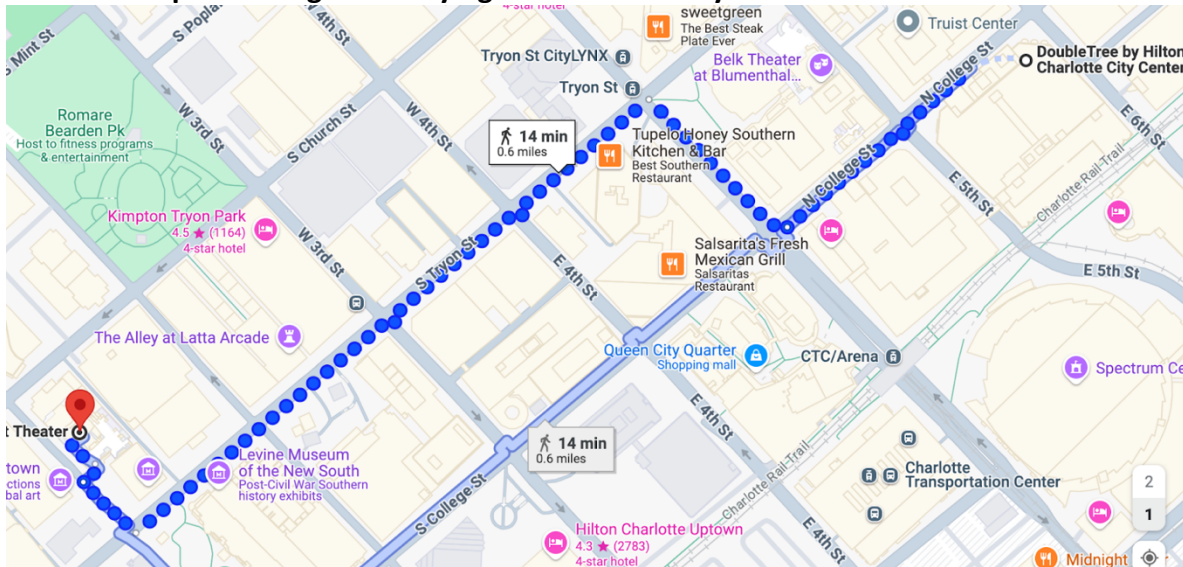 S Mint St
S Poplar
W 4th St
sweetgreen
The Best Steak
Plate Ever
Truist Center
Tryon St CityLYNX
Belk Theater
at Blumenthal...
N College St
DoubleTree by Hilton
Charlotte City Center
Tryon St
Romare
Bearden Pk
Host to fitness programs
& entertainment
W 3rd St
S Church St
W 4th St
14 min
0.6 miles
Tupelo Honey Southern
Kitchen & Bar
Best Southern
Restaurant
N College St
E 6th St
E 5th St
Charlotte Rail-Trail
Kimpton Tryon Park
4.5 ★ (1164)
4-star hotel
W 3rd St
S Tryon St
E 4th St
Salsarita's Fresh
Mexican Grill
Salsaritas
Restaurant
E 5th St
The Alley at Latta Arcade
Queen City Quarter
Shopping mall
CTC/Arena
Spectrum Ce
t Theater
E 4th St
14 min
0.6 miles
Levine Museum
of the New South
Post-Civil War Southern
history exhibits
town
ctions
bal art
S College St
Charlotte Rail-Trail
Charlotte
Transportation Center
2
1
Hilton Charlotte Uptown
4.3 ★ (2783)
4-star hotel
E 4th St
Midnight